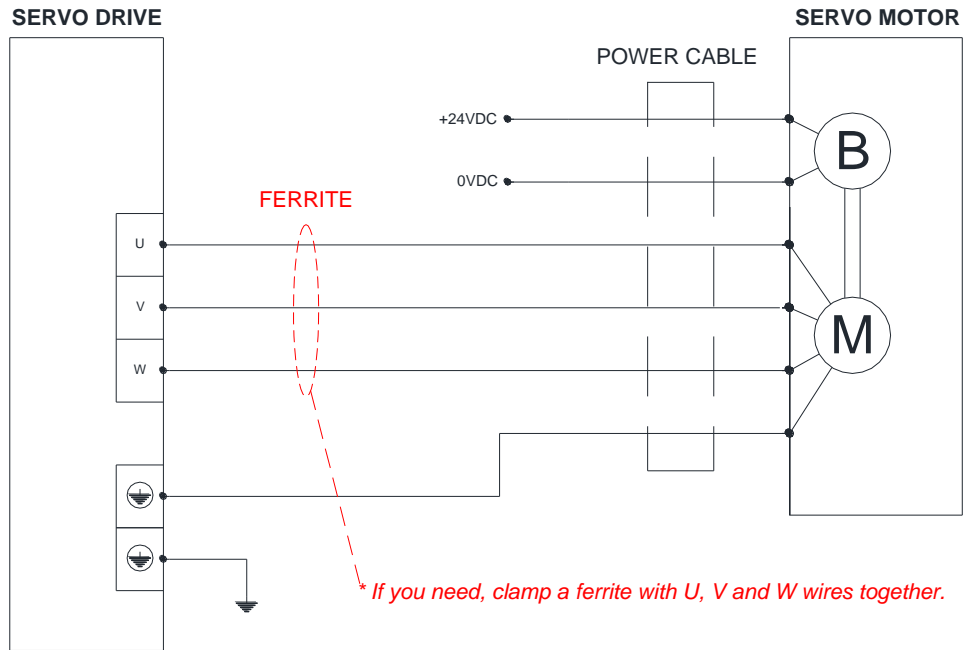 SERVO DRIVE
SERVO MOTOR
POWER CABLE
+24VDC
B
0VDC
FERRITE
U
V
M
W
* If you need, clamp a ferrite with U, V and W wires together.